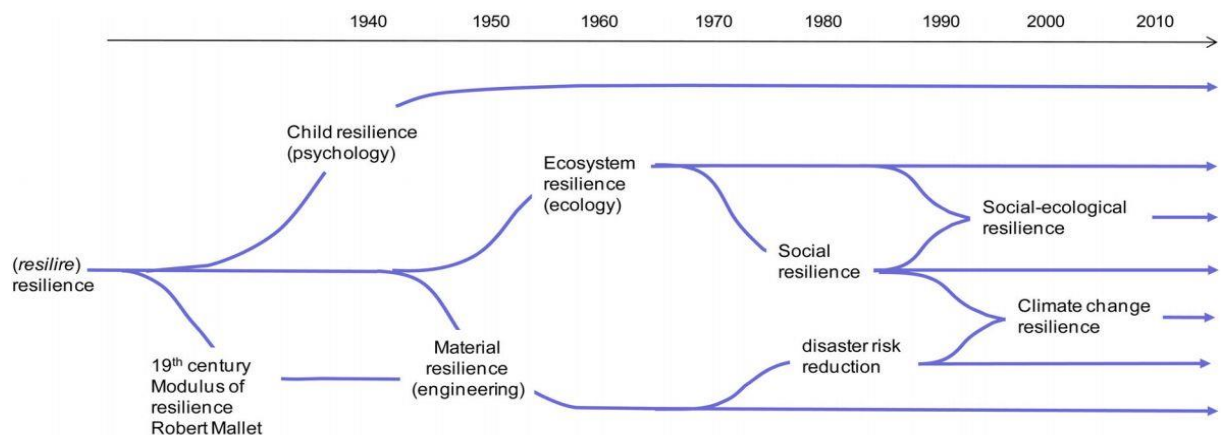 1940 1950 1960 1970 1980 1990 2000 2010
Child resilience
(psychology)
Ecosystem
resilience
(ecology)
Social-ecological
resilience
Social
resilience
(resilire)
resilience
Climate change
resilience
Material
resilience
(engineering)
disaster risk
reduction
19th century
Modulus of
resilience
Robert Mallet